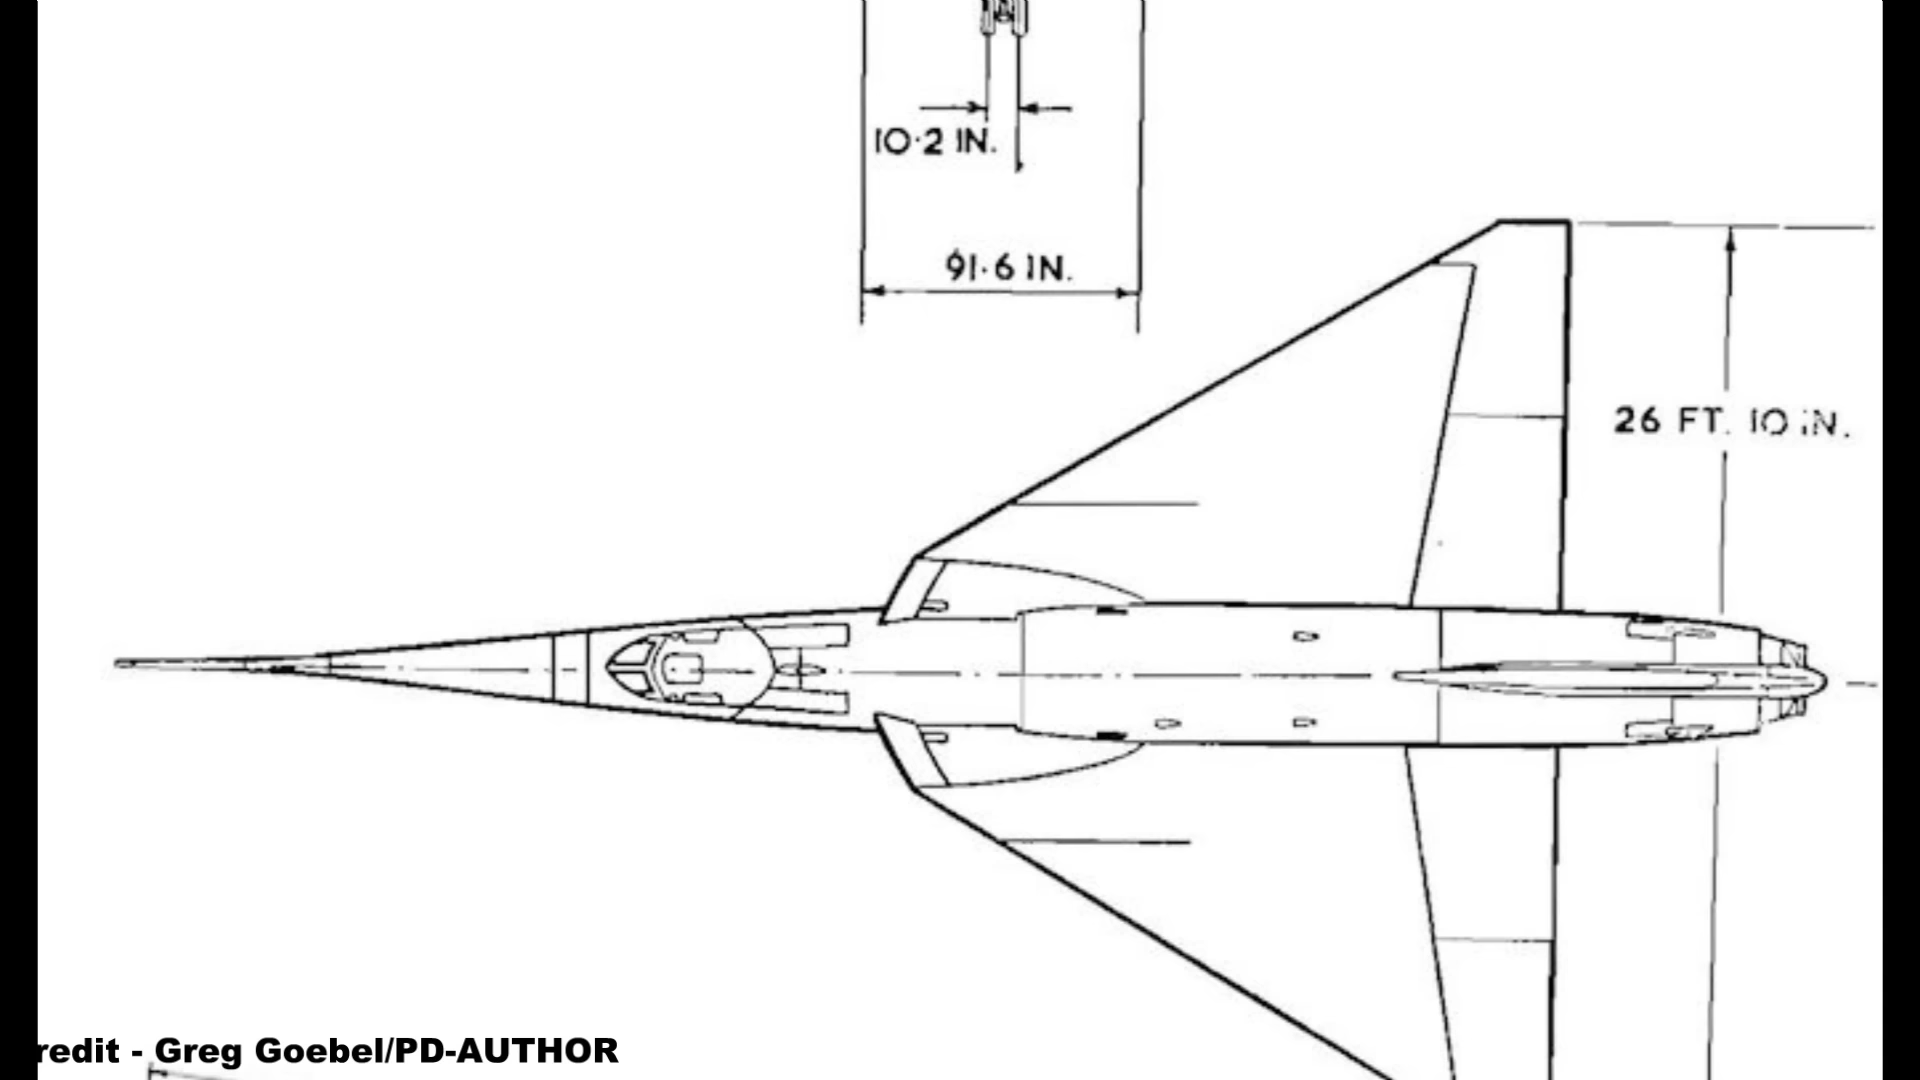 10·2 IN.
91·6 IN.
26 FT. 10 IN.
redit - Greg Goebel/PD-AUTHOR